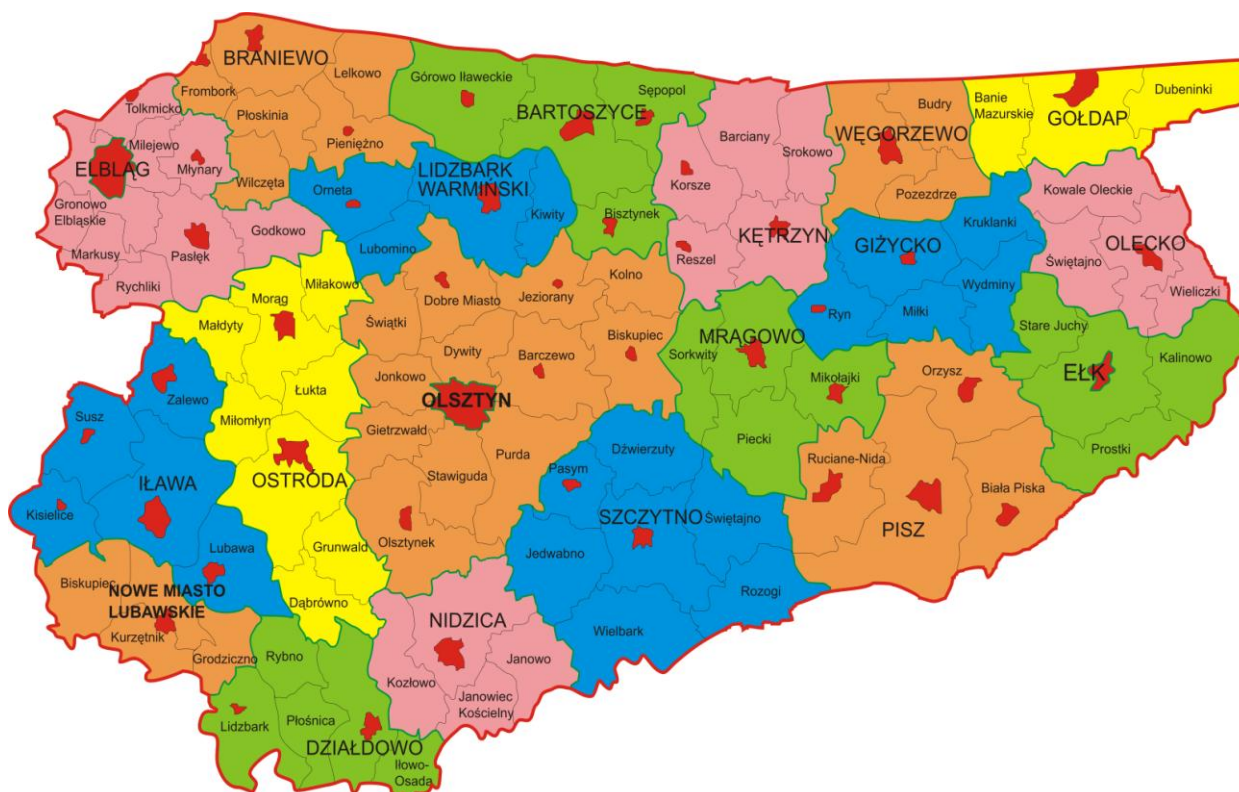 BRANIEWO
Lelkowo
Frombork
Płoskinia
Pieniężno
Wilczęta
Górowo Iławeckie
Sępopol
BARTOSZYCE
Bisztynek
Banie
Mazurskie
GOŁDAP
Dubeninki
Budry
WĘGORZEWO
Pozezdrze
Tolkmicko
Milejewo
ELBLĄG
Młynary
Gronowo
Elbląskie
Markusy
Pasłęk
Godkowo
Rychliki
Orneta
LIDZBARK
WARMIŃSKI
Kiwity
Lubomino
Barciany
Srokowo
Korsze
KĘTRZYN
Reszel
Kruklanki
GIŻYCKO
Wydminy
Ryn
Miłki
Kowale Oleckie
OLECKO
Świętajno
Wieliczki
Miłakowo
Morąg
Małdyty
Łukta
Miłomłyn
OSTRÓDA
Grunwald
Dąbrówno
Dobre Miasto
Jeziorany
Kolno
Świątki
Dywity
Barczewo
Biskupiec
Jonkowo
OLSZTYN
Gietrzwałd
Purda
Stawiguda
Olsztynek
MRĄGOWO
Sorkwity
Mikołajki
Piecki
Stare Juchy
Kalinowo
EŁK
Prostki
Orzysz
Ruciane-Nida
Biała Piska
PISZ
Zalewo
Susz
IŁAWA
Kisielice
Lubawa
Biskupiec
NOWE MIASTO
LUBAWSKIE
Kurzętnik
Grodziczno
Dźwierzuty
Pasym
SZCZYTNO
Świętajno
Jedwabno
Rozogi
Wielbark
NIDZICA
Janowo
Kozłowo
Janowiec
Kościelny
Rybno
Lidzbark
Płośnica
DZIAŁDOWO
Iłowo-
Osada